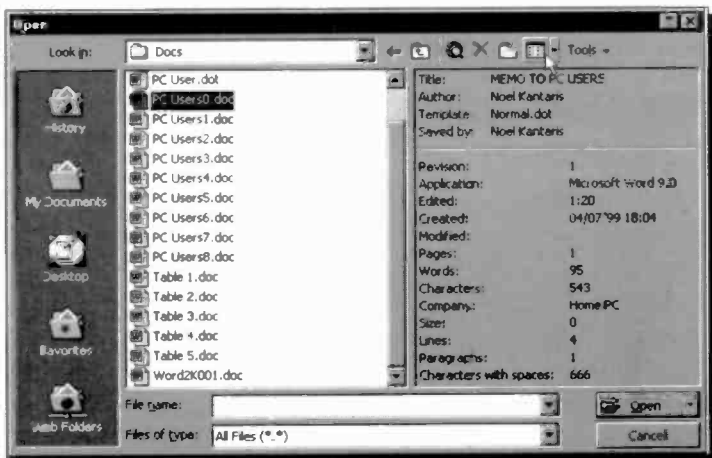 Open
Look in: Docs Tools
History
My Documents
Desktop
Favorites
Web Folders
PC User.dot
PC Users0.doc
PC Users1.doc
PC Users2.doc
PC Users3.doc
PC Users4.doc
PC Users5.doc
PC Users6.doc
PC Users7.doc
PC Users8.doc
Table 1.doc
Table 2.doc
Table 3.doc
Table 4.doc
Table 5.doc
Word2K001.doc
Title: MEMO TO PC USERS
Author: Noel Kantaris
Template: Normal.dot
Saved by: Noel Kantaris
Revision: 1
Application: Microsoft Word 9.0
Edited: 1:20
Created: 04/07/99 18:04
Modified:
Pages: 1
Words: 95
Characters: 543
Company: Home PC
Size: 0
Lines: 4
Paragraphs: 1
Characters with spaces: 666
File name: Open
Files of type: All Files (*.*) Cancel